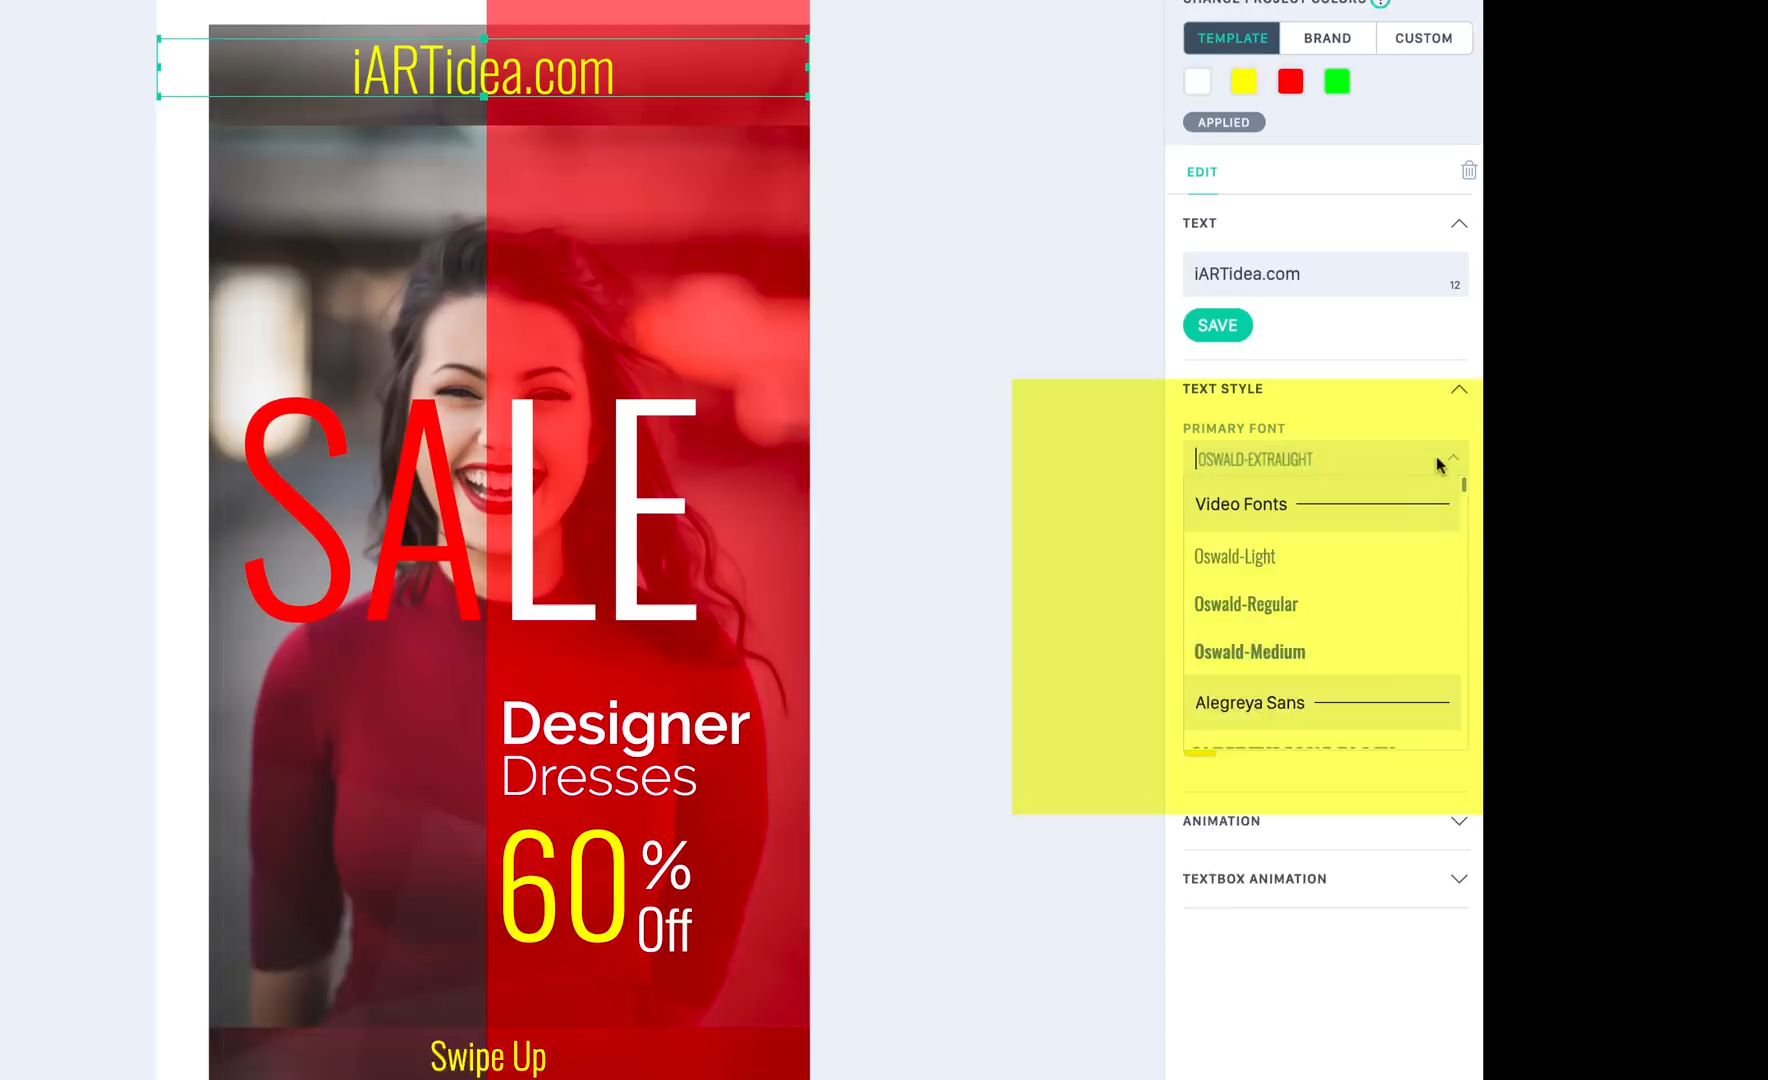 iARTidea.com
SALE
Designer
Dresses
60
%
Off
Swipe Up
TEMPLATE
BRAND
CUSTOM
APPLIED
EDIT
TEXT
iARTidea.com
12
SAVE
TEXT STYLE
PRIMARY FONT
OSWALD-EXTRALIGHT
Video Fonts
Oswald-Light
Oswald-Regular
Oswald-Medium
Alegreya Sans
ANIMATION
TEXTBOX ANIMATION